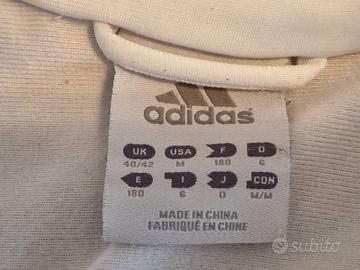 adidas
UK USA F D
40/42 M 180 6
E I J CDN
180 6 O M/M
MADE IN CHINA
FABRIQUÉ EN CHINE
subito